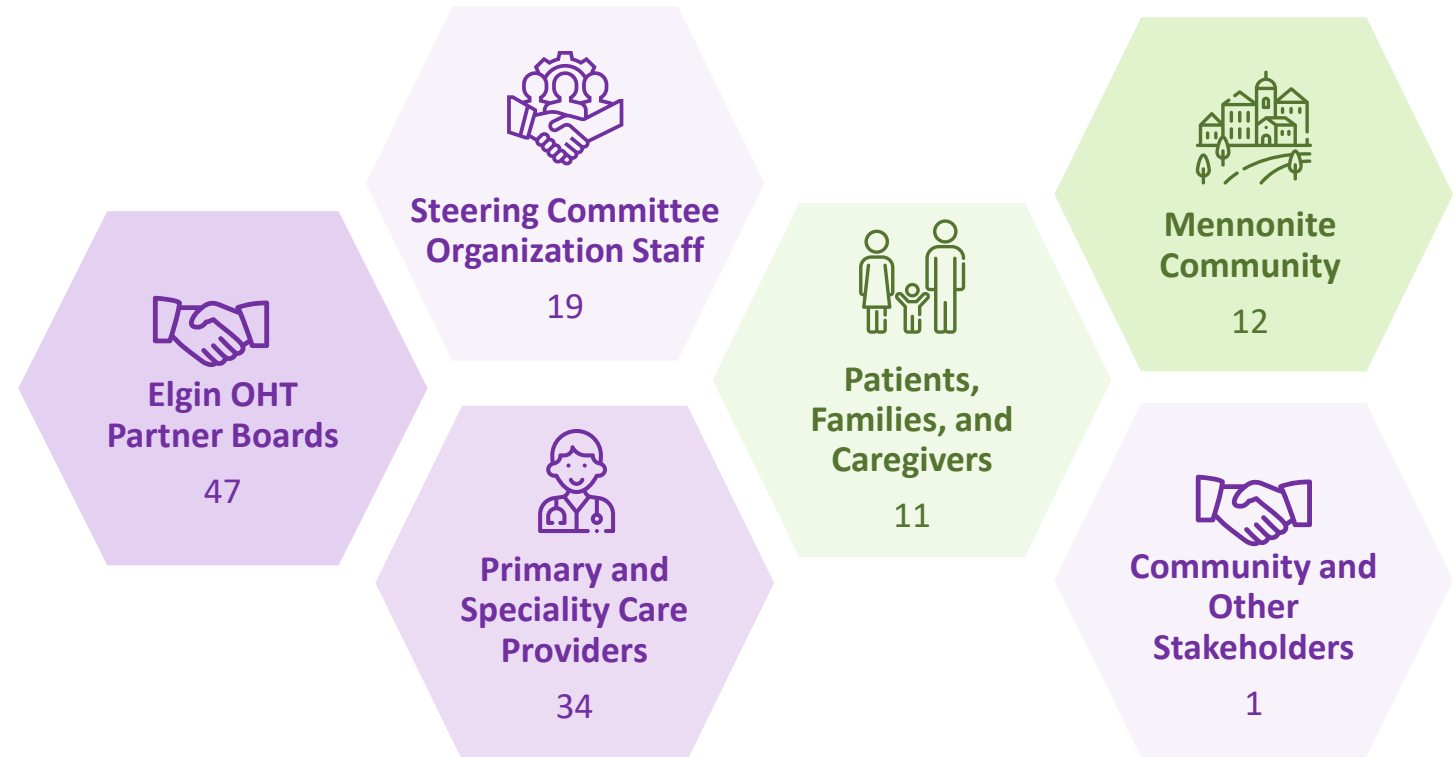 Steering Committee
Organization Staff
19
Mennonite
Community
12
Elgin OHT
Partner Boards
47
Patients,
Families, and
Caregivers
11
Primary and
Speciality Care
Providers
34
Community and
Other
Stakeholders
1